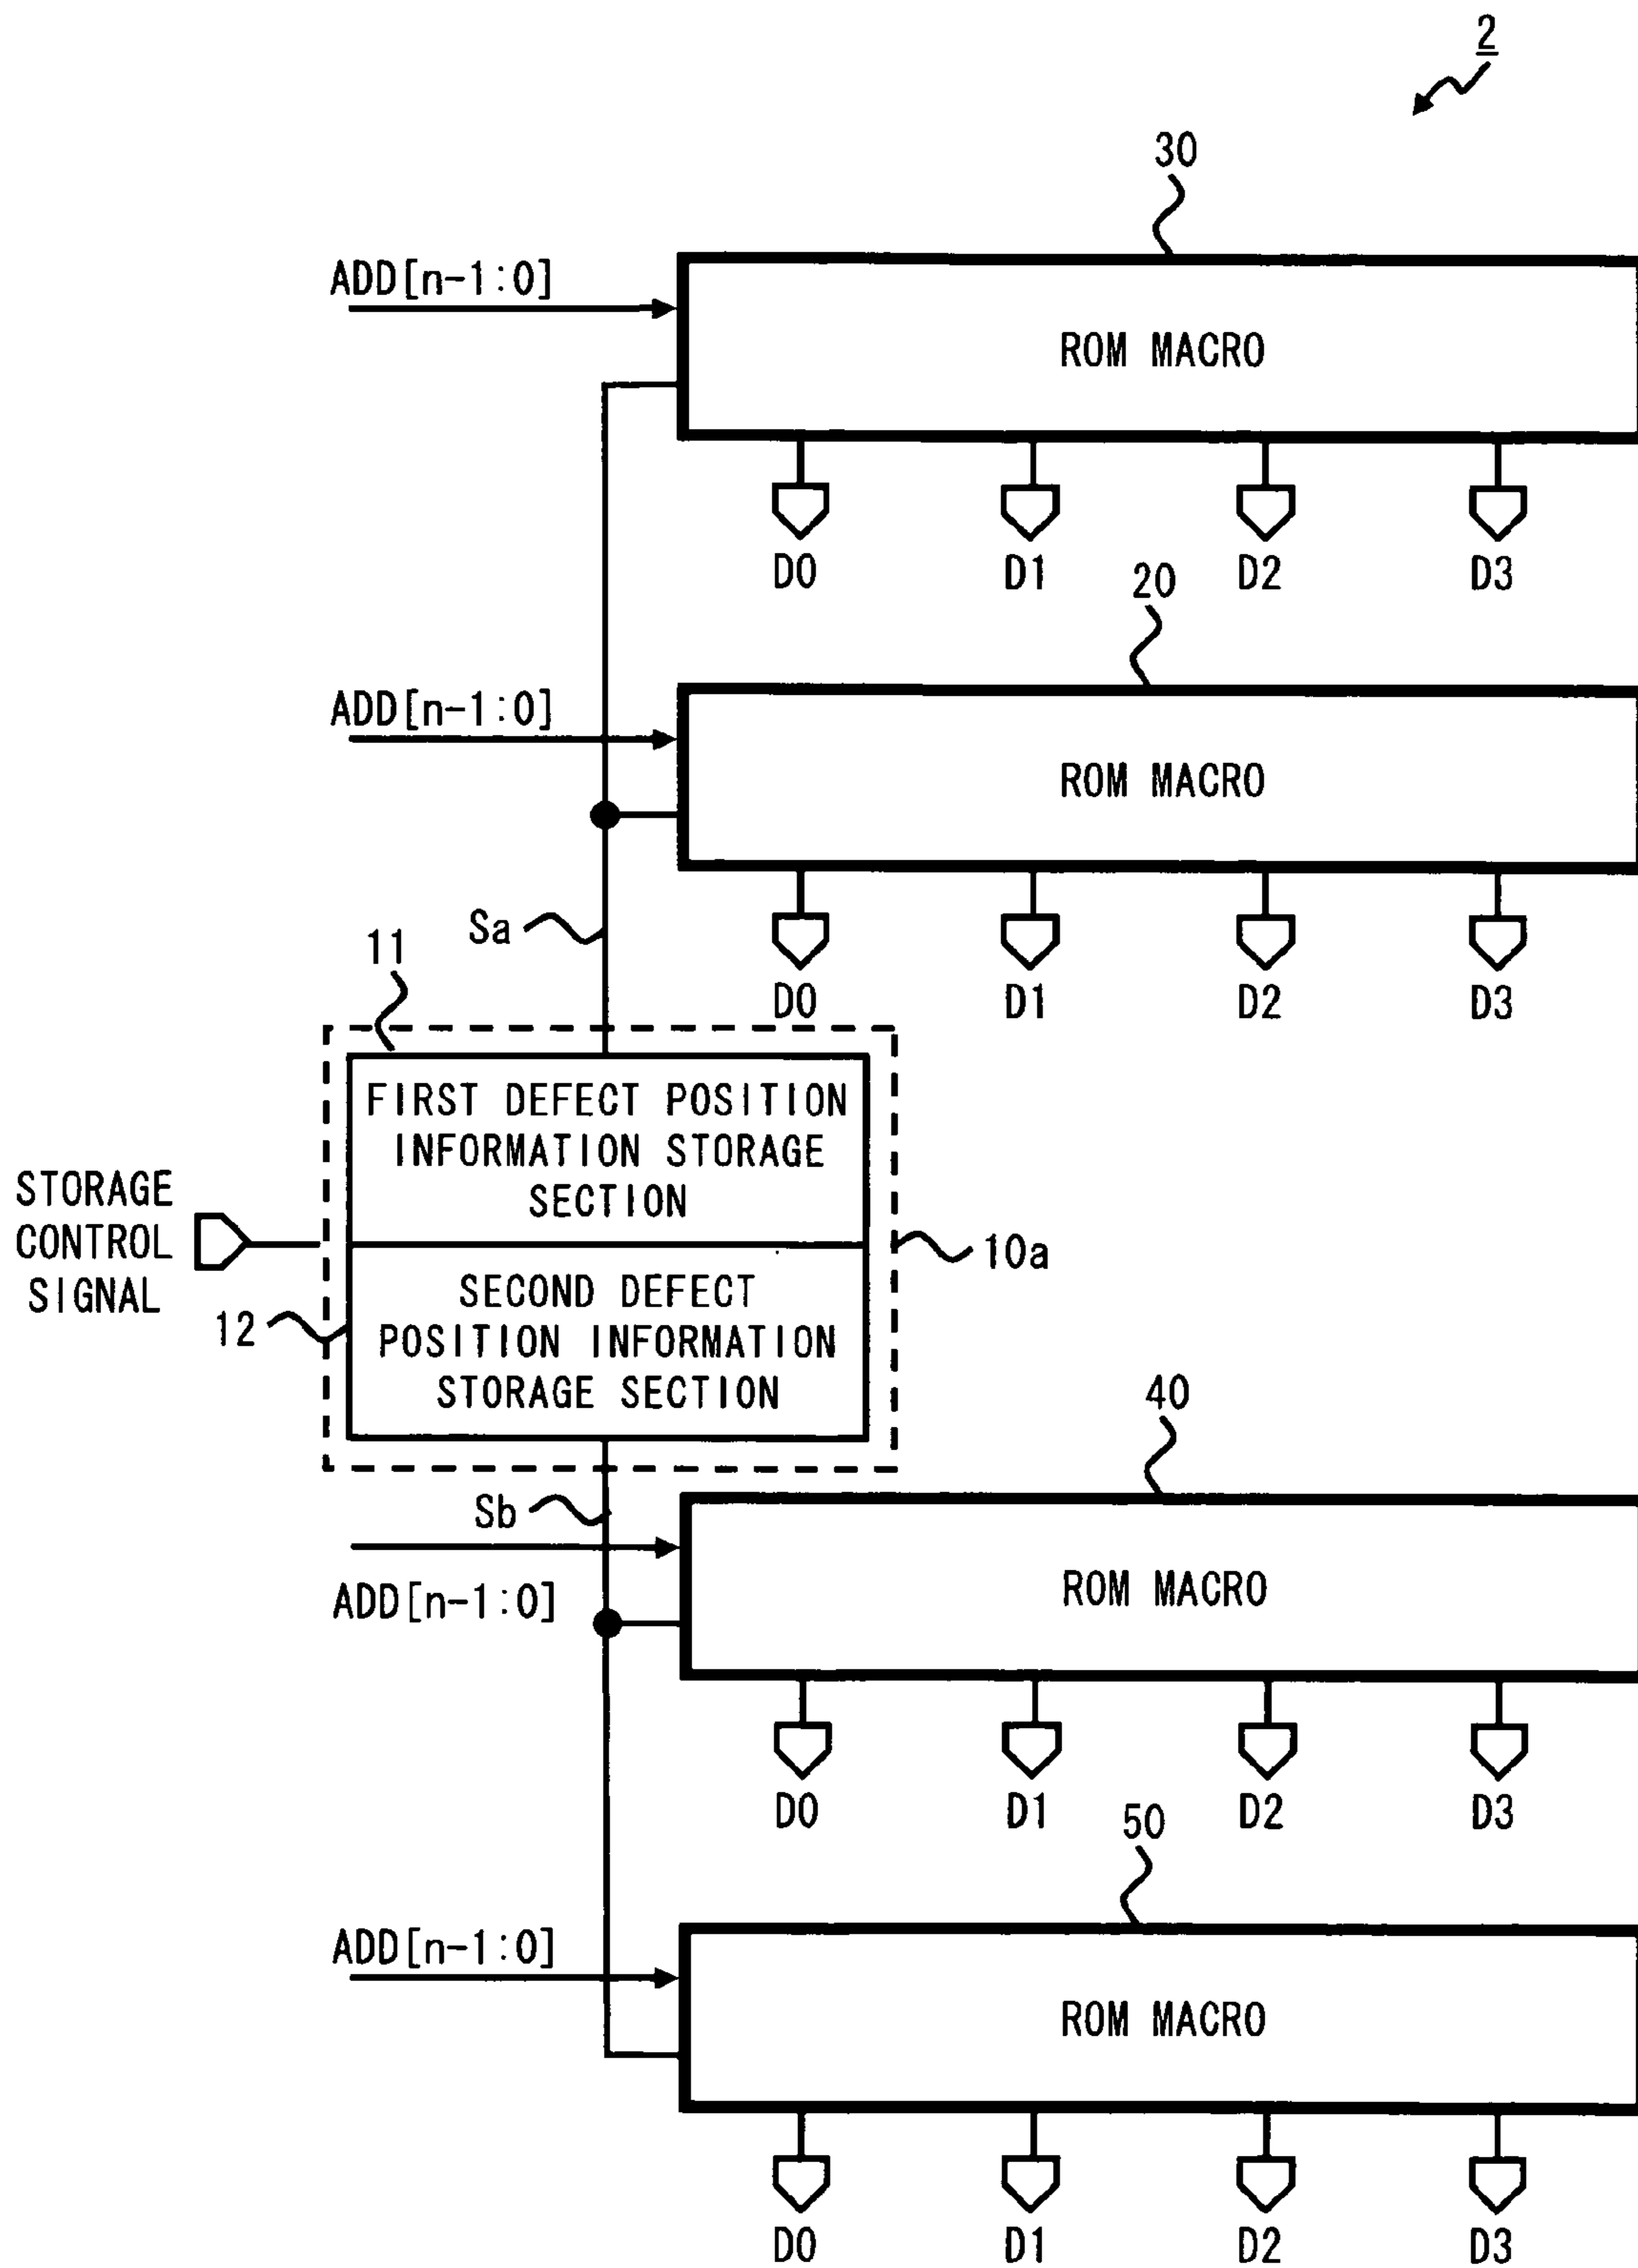 2
30
ADD[n-1:0]
ROM MACRO
D0 D1 D2 D3
20
ADD[n-1:0]
ROM MACRO
D0 D1 D2 D3
Sa
11
FIRST DEFECT POSITION
INFORMATION STORAGE
SECTION
STORAGE
CONTROL
SIGNAL
10a
12
SECOND DEFECT
POSITION INFORMATION
STORAGE SECTION
40
Sb
ADD[n-1:0]
ROM MACRO
D0 D1 D2 D3
50
ADD[n-1:0]
ROM MACRO
D0 D1 D2 D3